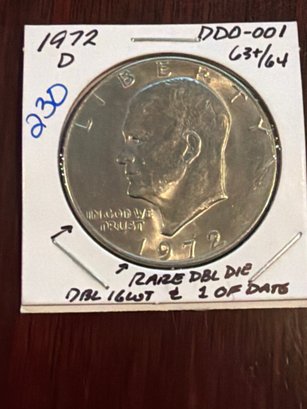 1972 DDO-001
D 63+/64
230
LIBERTY
IN GOD WE
TRUST
1972
RARE DBL DIE
DBL IGWT & 1 OF DATE